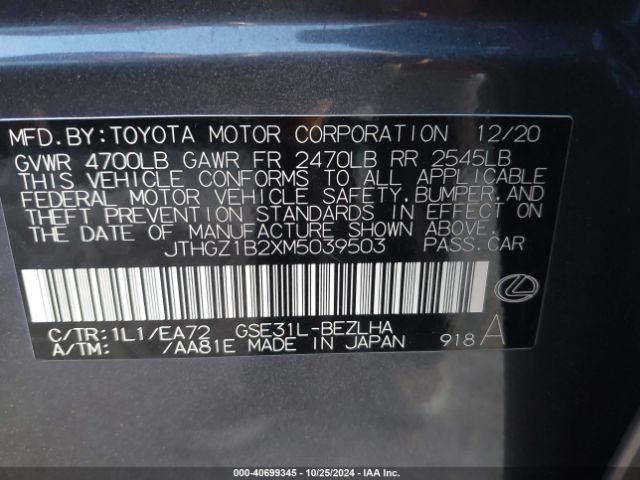 MFD.BY:TOYOTA MOTOR CORPORATION 12/20
GVWR 4700LB GAWR FR 2470LB RR 2545LB
THIS VEHICLE CONFORMS TO ALL APPLICABLE
FEDERAL MOTOR VEHICLE SAFETY,BUMPER,AND
THEFT PREVENTION STANDARDS IN EFFECT ON
THE DATE OF MANUFACTURE SHOWN ABOVE.
JTHGZ1B2XM5039503 PASS.CAR
C/TR:1L1/EA72 GSE31L-BEZLHA
A/TM: /AA81E MADE IN JAPAN 918 A
000-40699345 | 10/25/2024 | IAA Inc.